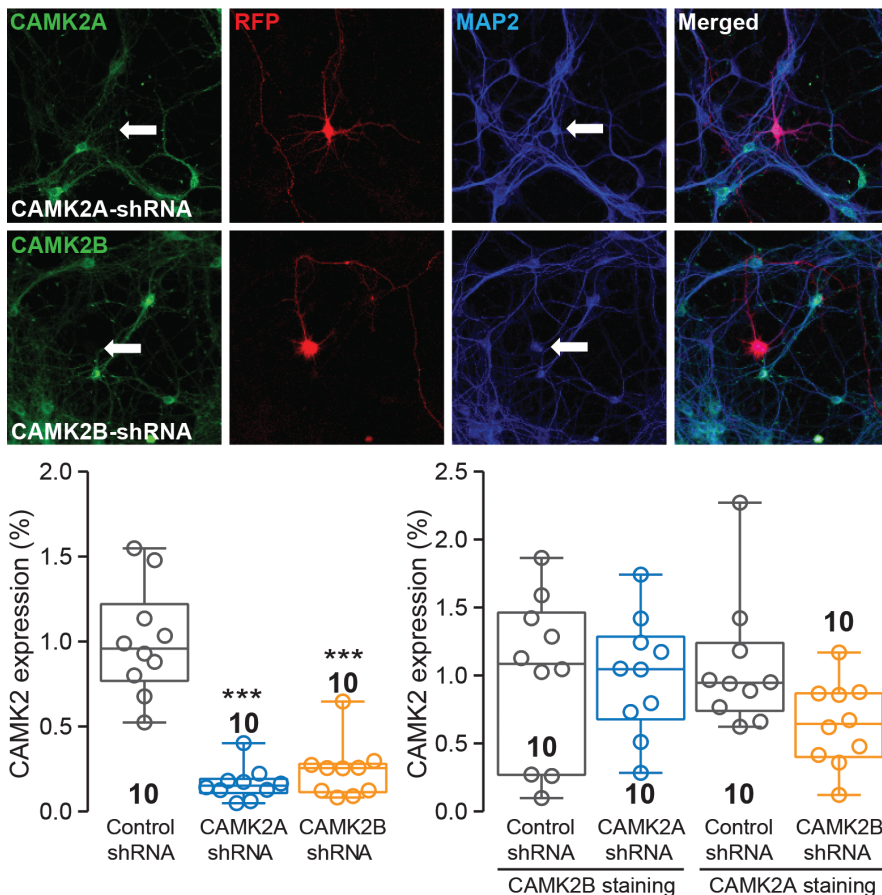 CAMK2A
RFP
MAP2
Merged
CAMK2A-shRNA
CAMK2B
CAMK2B-shRNA
CAMK2 expression (%)
2.0
1.5
1.0
0.5
0.0
***
10
***
10
10
Control
shRNA
CAMK2A
shRNA
CAMK2B
shRNA
CAMK2 expression (%)
2.5
2.0
1.5
1.0
0.5
0.0
10
10
10
10
Control
shRNA
CAMK2A
shRNA
Control
shRNA
CAMK2B
shRNA
CAMK2B staining
CAMK2A staining